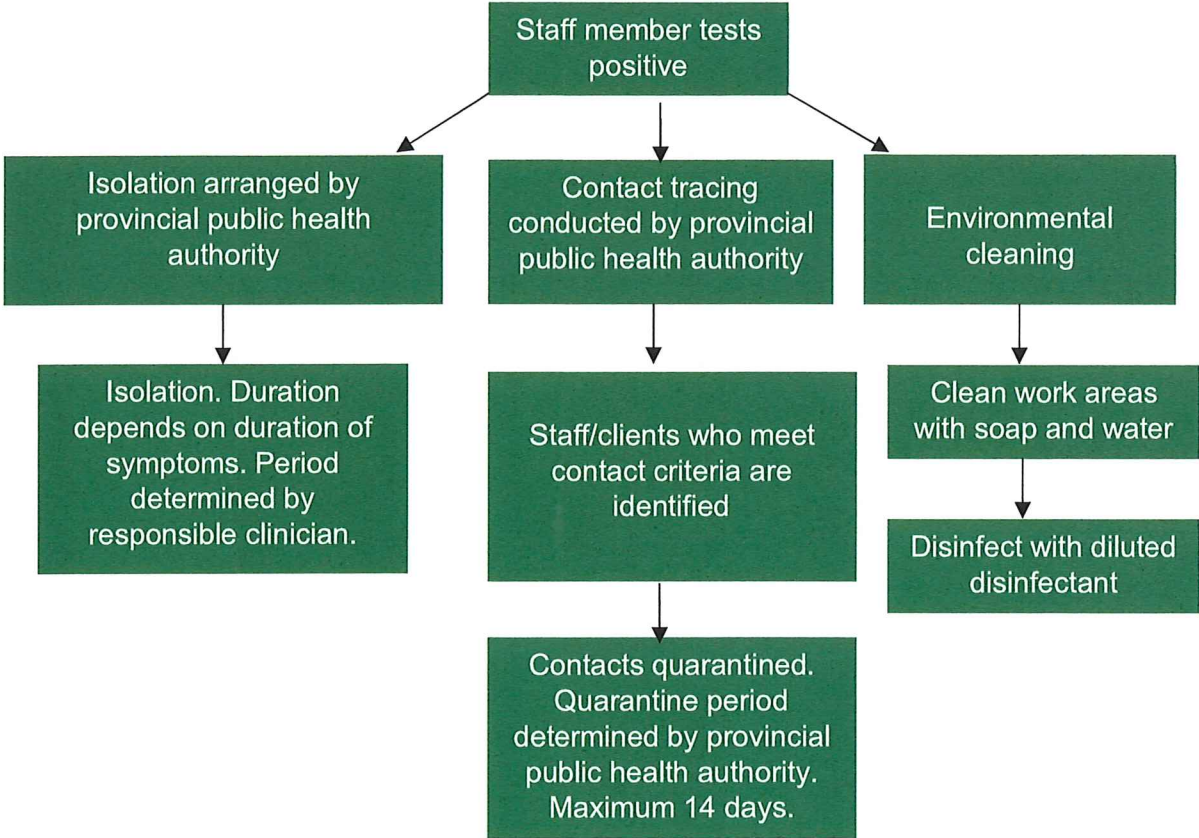 Staff member tests
positive
Isolation arranged by
provincial public health
authority
Contact tracing
conducted by provincial
public health authority
Environmental
cleaning
Isolation. Duration
depends on duration of
symptoms. Period
determined by
responsible clinician.
Staff/clients who meet
contact criteria are
identified
Clean work areas
with soap and water
Disinfect with diluted
disinfectant
Contacts quarantined.
Quarantine period
determined by provincial
public health authority.
Maximum 14 days.